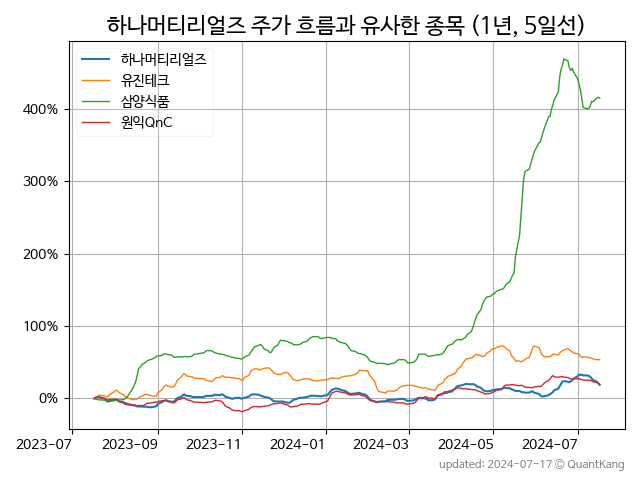 하나머티리얼즈 주가 흐름과 유사한 종목 (1년, 5일선)
하나머티리얼즈
유진테크
삼양식품
원익QnC
400%
300%
200%
100%
0%
2023-07 2023-09 2023-11 2024-01 2024-03 2024-05 2024-07
updated: 2024-07-17 © QuantKang